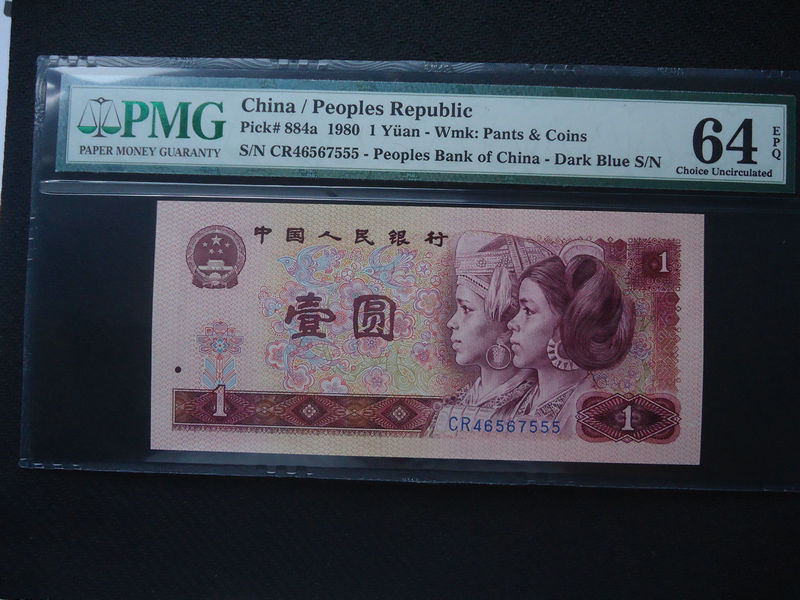 PMG
PAPER MONEY GUARANTY
China / Peoples Republic
Pick# 884a 1980 1 Yüan - Wmk: Pants & Coins
S/N CR46567555 - Peoples Bank of China - Dark Blue S/N
64
EPQ
Choice Uncirculated
中国人民银行
1
壹圆
1
CR46567555
1